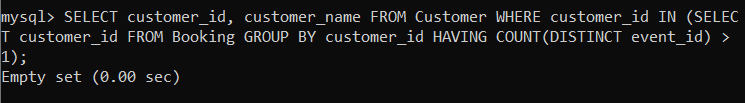 mysql> SELECT customer_id, customer_name FROM Customer WHERE customer_id IN (SELEC
T customer_id FROM Booking GROUP BY customer_id HAVING COUNT(DISTINCT event_id) >
1);
Empty set (0.00 sec)